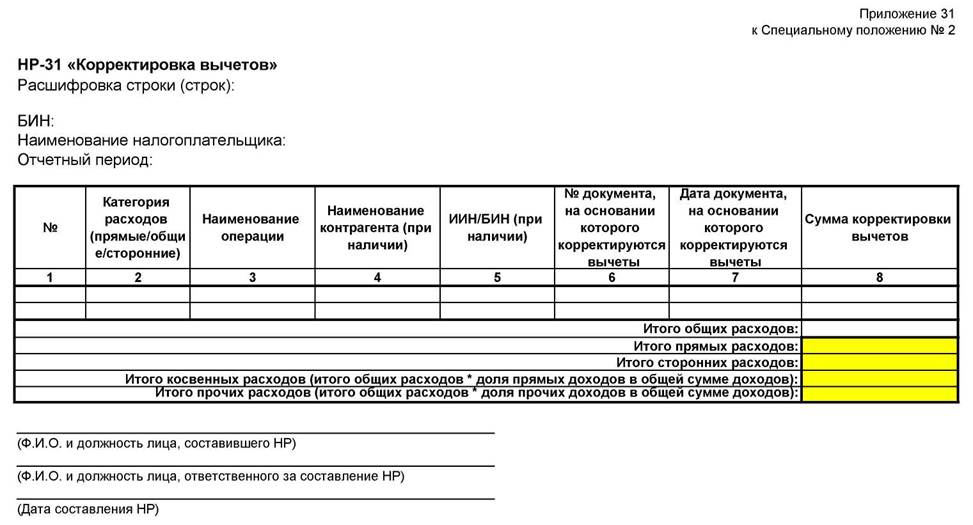 Приложение 31
к Специальному положению № 2
НР-31 «Корректировка вычетов»
Расшифровка строки (строк):
БИН:
Наименование налогоплательщика:
Отчетный период:
№
Категория
расходов
(прямые/общи
е/сторонние)
Наименование
операции
Наименование
контрагента (при
наличии)
ИИН/БИН (при
наличии)
№ документа,
на основании
которого
корректируются
вычеты
Дата документа,
на основании
которого
корректируются
вычеты
Сумма корректировки
вычетов
1 2 3 4 5 6 7 8
Итого общих расходов:
Итого прямых расходов:
Итого сторонних расходов:
Итого косвенных расходов (итого общих расходов * доля прямых доходов в общей сумме доходов):
Итого прочих расходов (итого общих расходов * доля прочих доходов в общей сумме доходов):
(Ф.И.О. и должность лица, составившего НР)
(Ф.И.О. и должность лица, ответственного за составление НР)
(Дата составления НР)